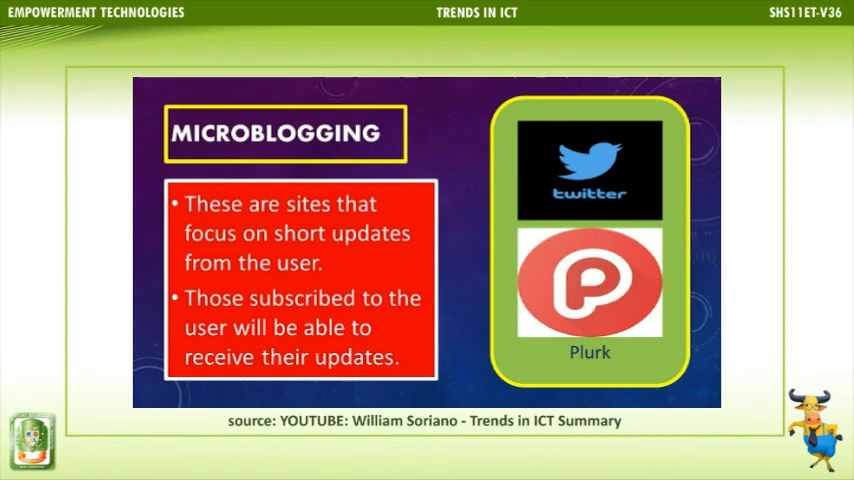 EMPOWERMENT TECHNOLOGIES
TRENDS IN ICT
SHS11ET-V36
MICROBLOGGING
• These are sites that
focus on short updates
from the user.
• Those subscribed to the
user will be able to
receive their updates.
twitter
Plurk
source: YOUTUBE: William Soriano - Trends in ICT Summary